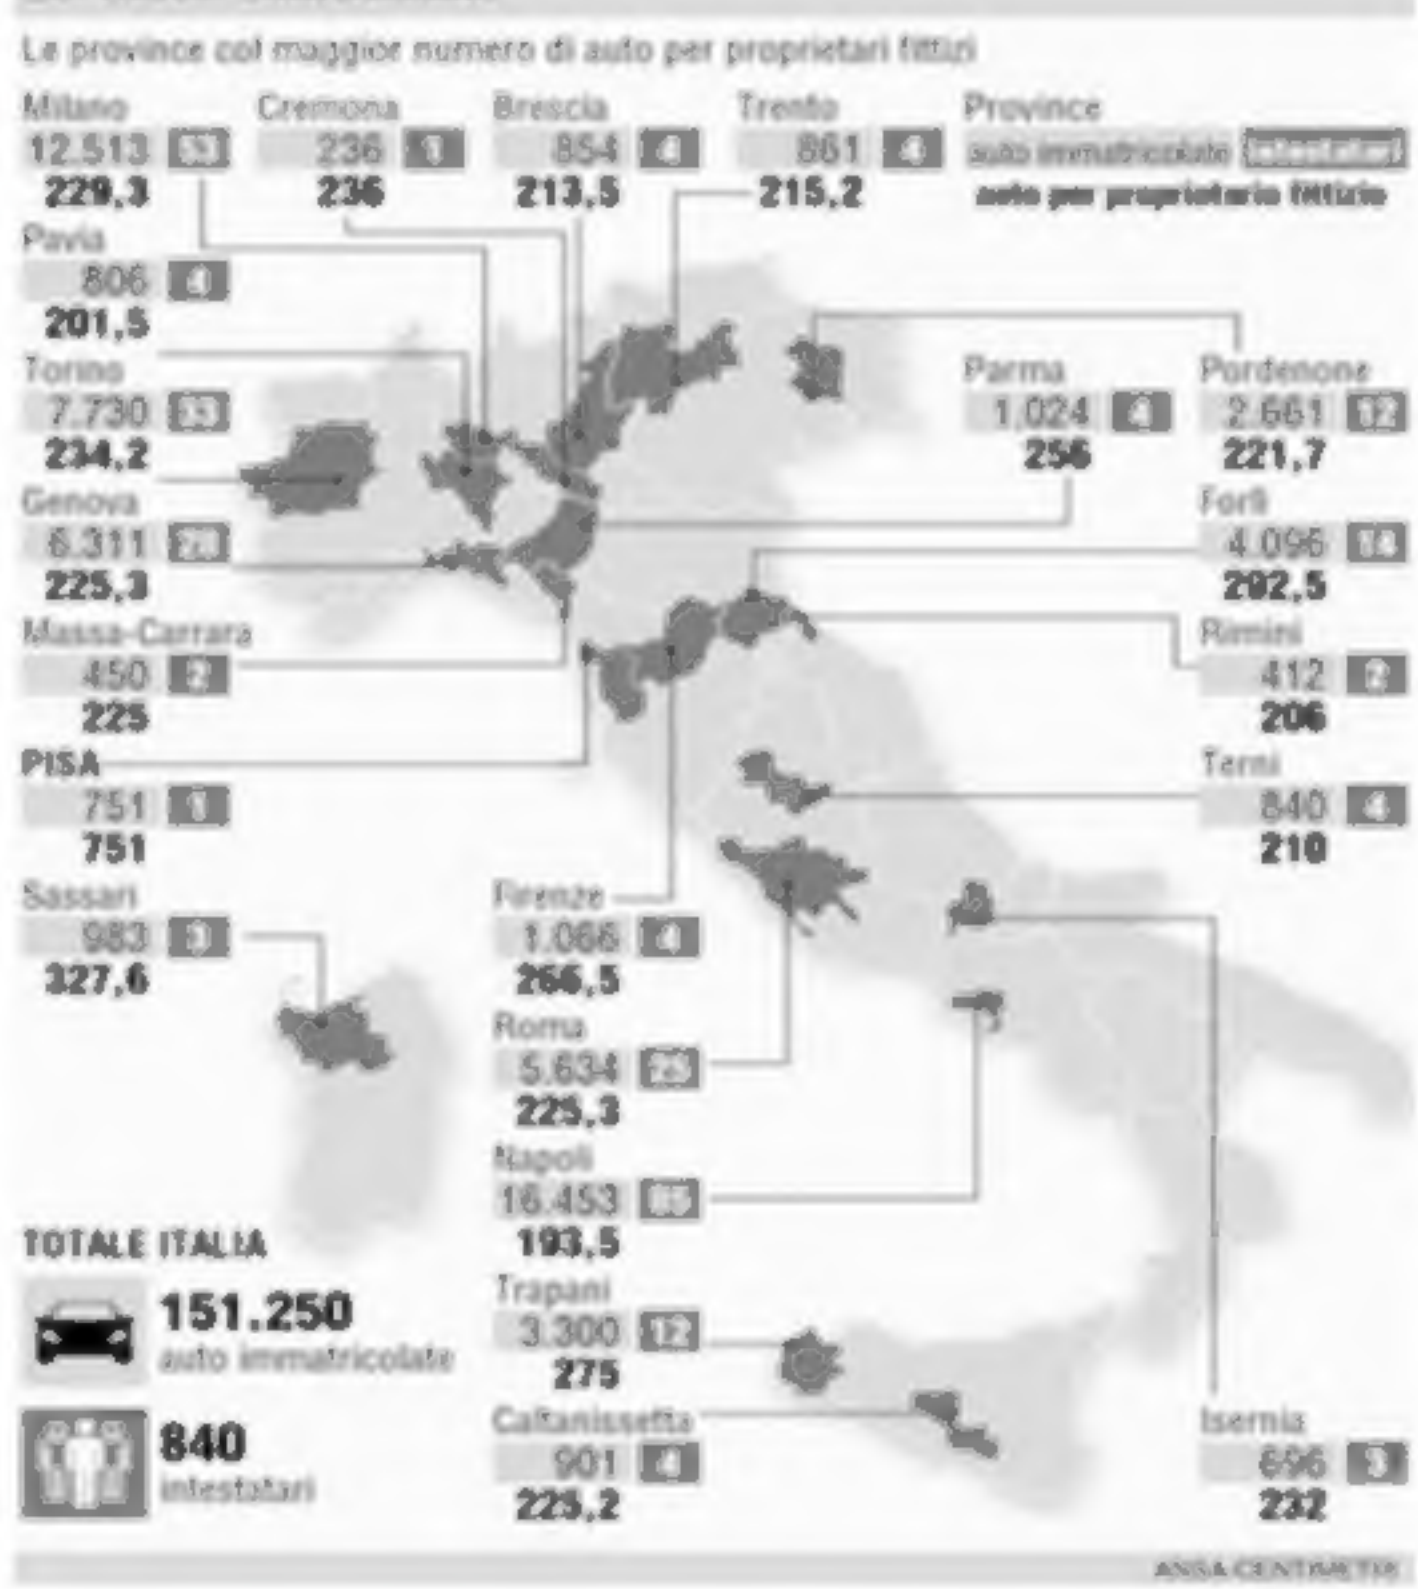 Le province col maggior numero di auto per proprietari fittizi
Milano
12.513
229,3
Cremona
236 1
236
Brescia
854 4
213,5
Trento
861 4
215,2
Province
auto immatricolate intestatari
auto per proprietario fittizio
Pavia
806 4
201,5
Torino
7.730 33
234,2
Genova
6.311 28
225,3
Massa-Carrara
450 2
225
PISA
751 1
751
Sassari
983 3
327,6
Parma
1.024 4
256
Pordenone
2.661 12
221,7
Forlì
4.096 14
292,5
Rimini
412 2
206
Terni
840 4
210
Firenze
1.066 4
266,5
Roma
5.634 25
225,3
Napoli
16.453 85
193,5
Trapani
3.300 12
275
Caltanissetta
901 4
225,2
Isernia
696 3
232
TOTALE ITALIA
151.250
auto immatricolate
840
intestatari
ANSA-CENTIMETRI